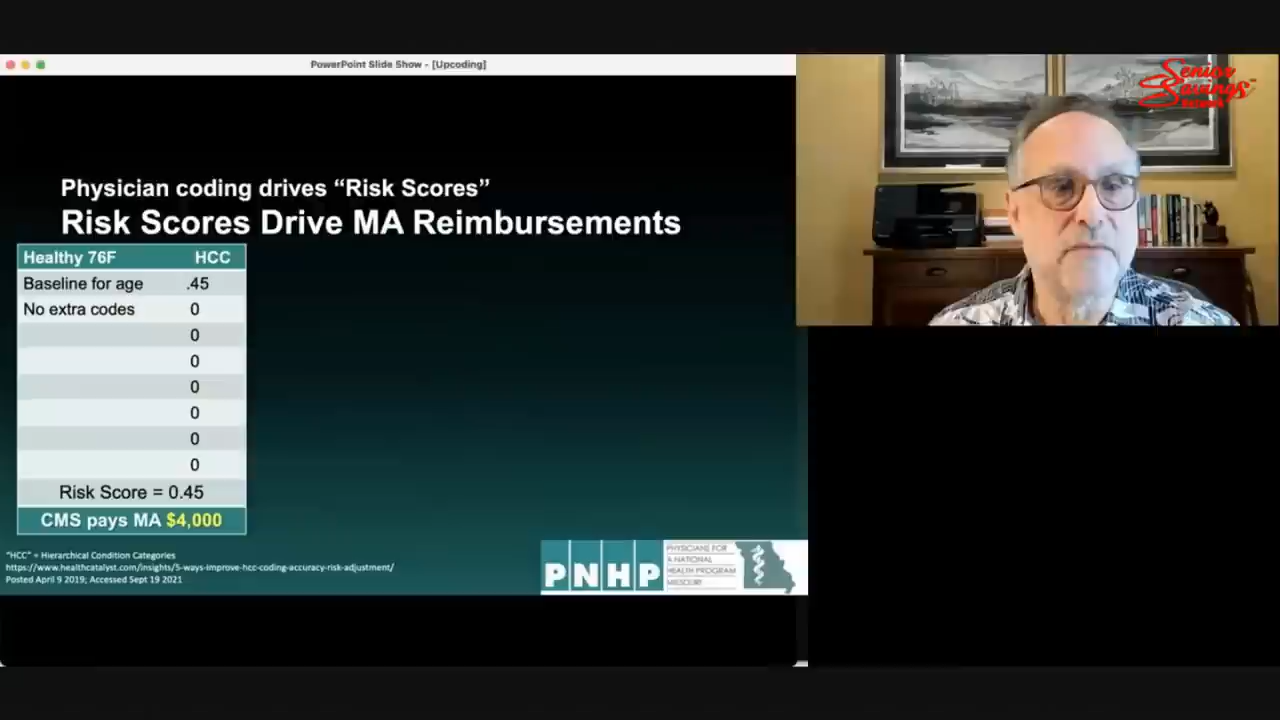 PowerPoint Slide Show - [Upcoding]
Senior
Savings
Network
Physician coding drives “Risk Scores”
Risk Scores Drive MA Reimbursements
Healthy 76F HCC
Baseline for age .45
No extra codes 0
0
0
0
0
0
0
Risk Score = 0.45
CMS pays MA $4,000
"HCC" = Hierarchical Condition Categories
https://www.healthcatalyst.com/insights/5-ways-improve-hcc-coding-accuracy-risk-adjustment/
Posted April 9 2019; Accessed Sept 19 2021
PNHP
PHYSICIANS FOR
A NATIONAL
HEALTH PROGRAM
MISSOURI